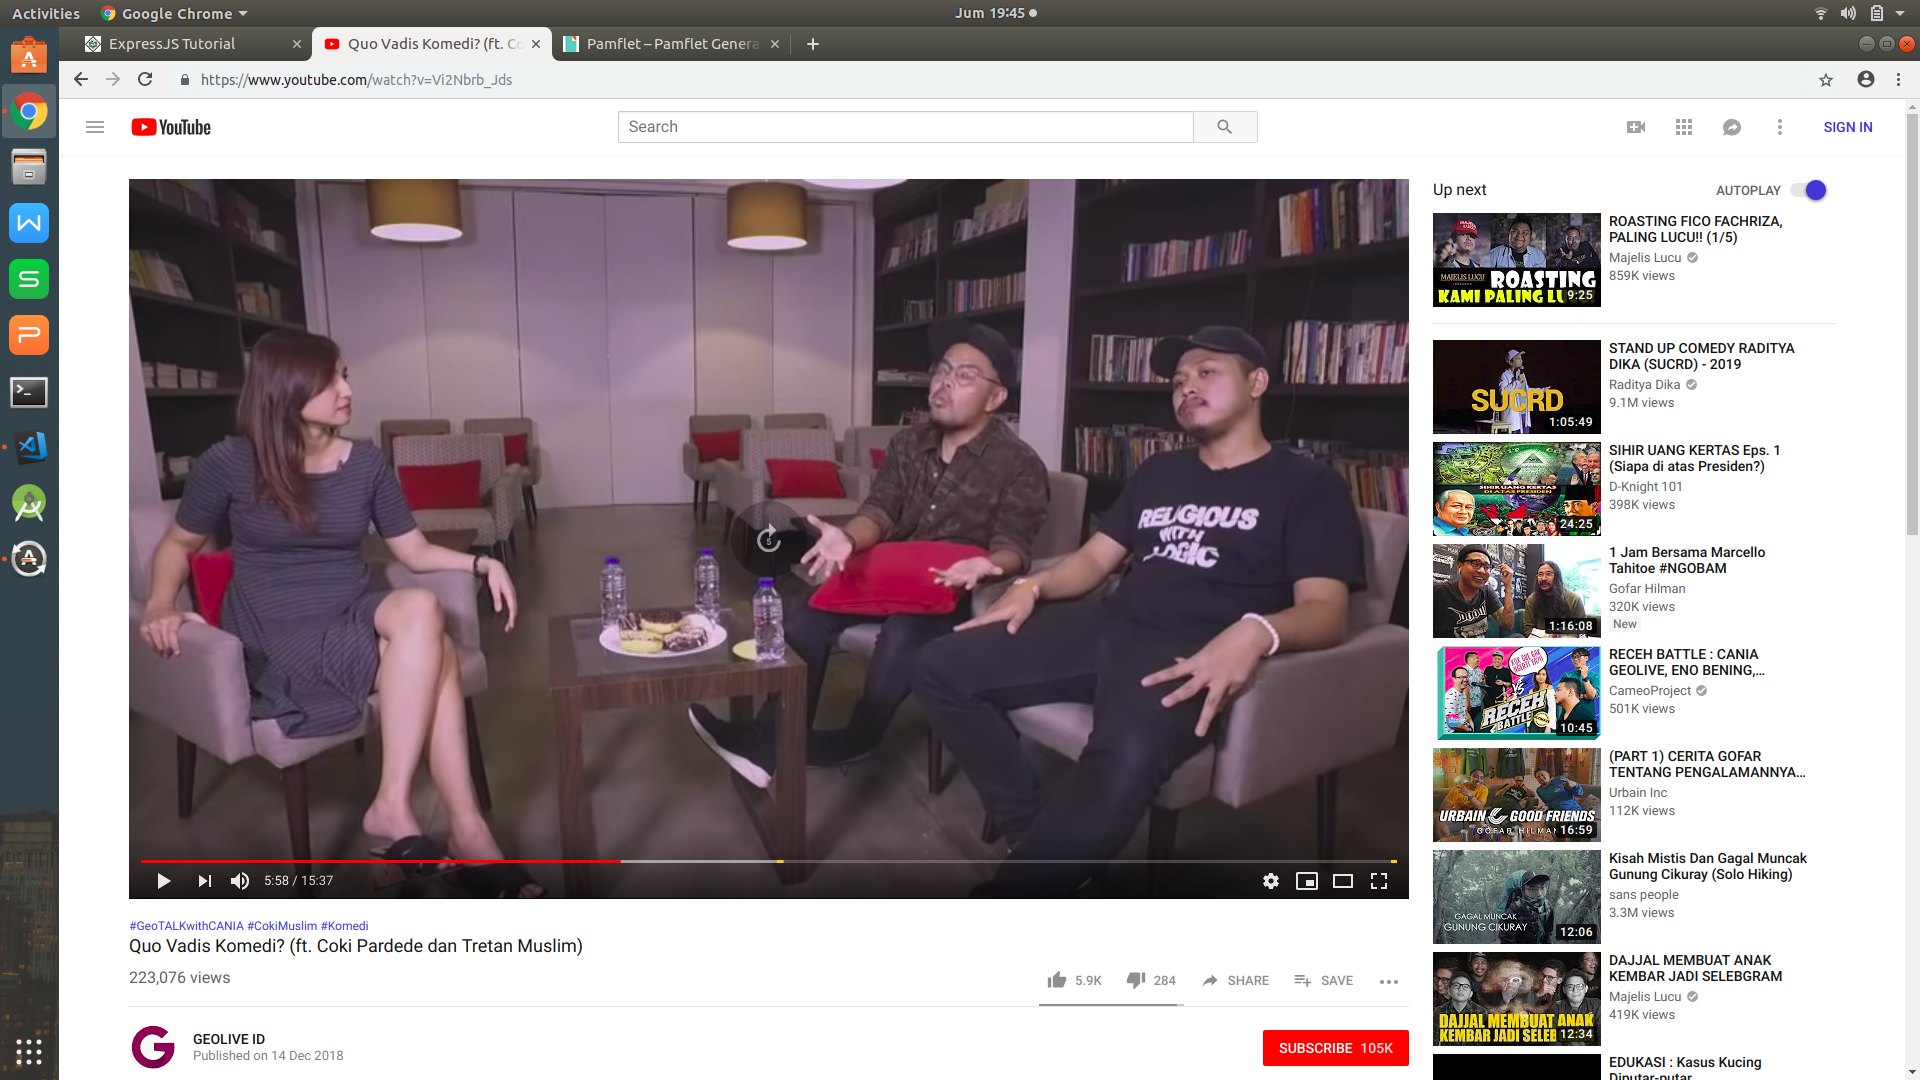 Activities
Google Chrome
Jum 19:45
ExpressJS Tutorial
Quo Vadis Komedi? (ft. Co
Pamflet – Pamflet Genera
https://www.youtube.com/watch?v=Vi2Nbrb_Jds
YouTube
Search
SIGN IN
RELIGIOUS
WITH
LOGIC
5
5:58 / 15:37
#GeoTALKwithCANIA #CokiMuslim #Komedi
Quo Vadis Komedi? (ft. Coki Pardede dan Tretan Muslim)
223,076 views
5.9K
284
SHARE
SAVE
GEOLIVE ID
Published on 14 Dec 2018
SUBSCRIBE 105K
Up next
AUTOPLAY
MAJELIS LUCU
ROASTING
KAMI PALING LU
9:25
ROASTING FICO FACHRIZA,
PALING LUCU!! (1/5)
Majelis Lucu
859K views
SUCRD
1:05:49
STAND UP COMEDY RADITYA
DIKA (SUCRD) - 2019
Raditya Dika
9.1M views
SIHIR UANG KERTAS
DI ATAS PRESIDEN
24:25
SIHIR UANG KERTAS Eps. 1
(Siapa di atas Presiden?)
D-Knight 101
398K views
1:16:08
1 Jam Bersama Marcello
Tahitoe #NGOBAM
Gofar Hilman
320K views
New
VS
RECEH
BATTLE
10:45
RECEH BATTLE : CANIA
GEOLIVE, ENO BENING,...
CameoProject
501K views
URBAIN GOOD FRIENDS
GOFAR HILMAN
16:59
(PART 1) CERITA GOFAR
TENTANG PENGALAMANNYA...
Urbain Inc
112K views
GAGAL MUNCAK
GUNUNG CIKURAY
12:06
Kisah Mistis Dan Gagal Muncak
Gunung Cikuray (Solo Hiking)
sans people
3.3M views
DAJJAL MEMBUAT ANAK
KEMBAR JADI SELEB
12:34
DAJJAL MEMBUAT ANAK
KEMBAR JADI SELEBGRAM
Majelis Lucu
419K views
EDUKASI : Kasus Kucing
Diputar-putar